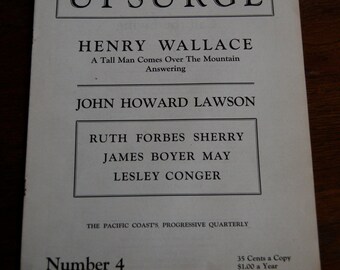 UPSURGE
HENRY WALLACE
A Tall Man Comes Over The Mountain
Answering
JOHN HOWARD LAWSON
RUTH FORBES SHERRY
JAMES BOYER MAY
LESLEY CONGER
THE PACIFIC COAST'S PROGRESSIVE QUARTERLY
Number 4
35 Cents a Copy
$1.00 a Year